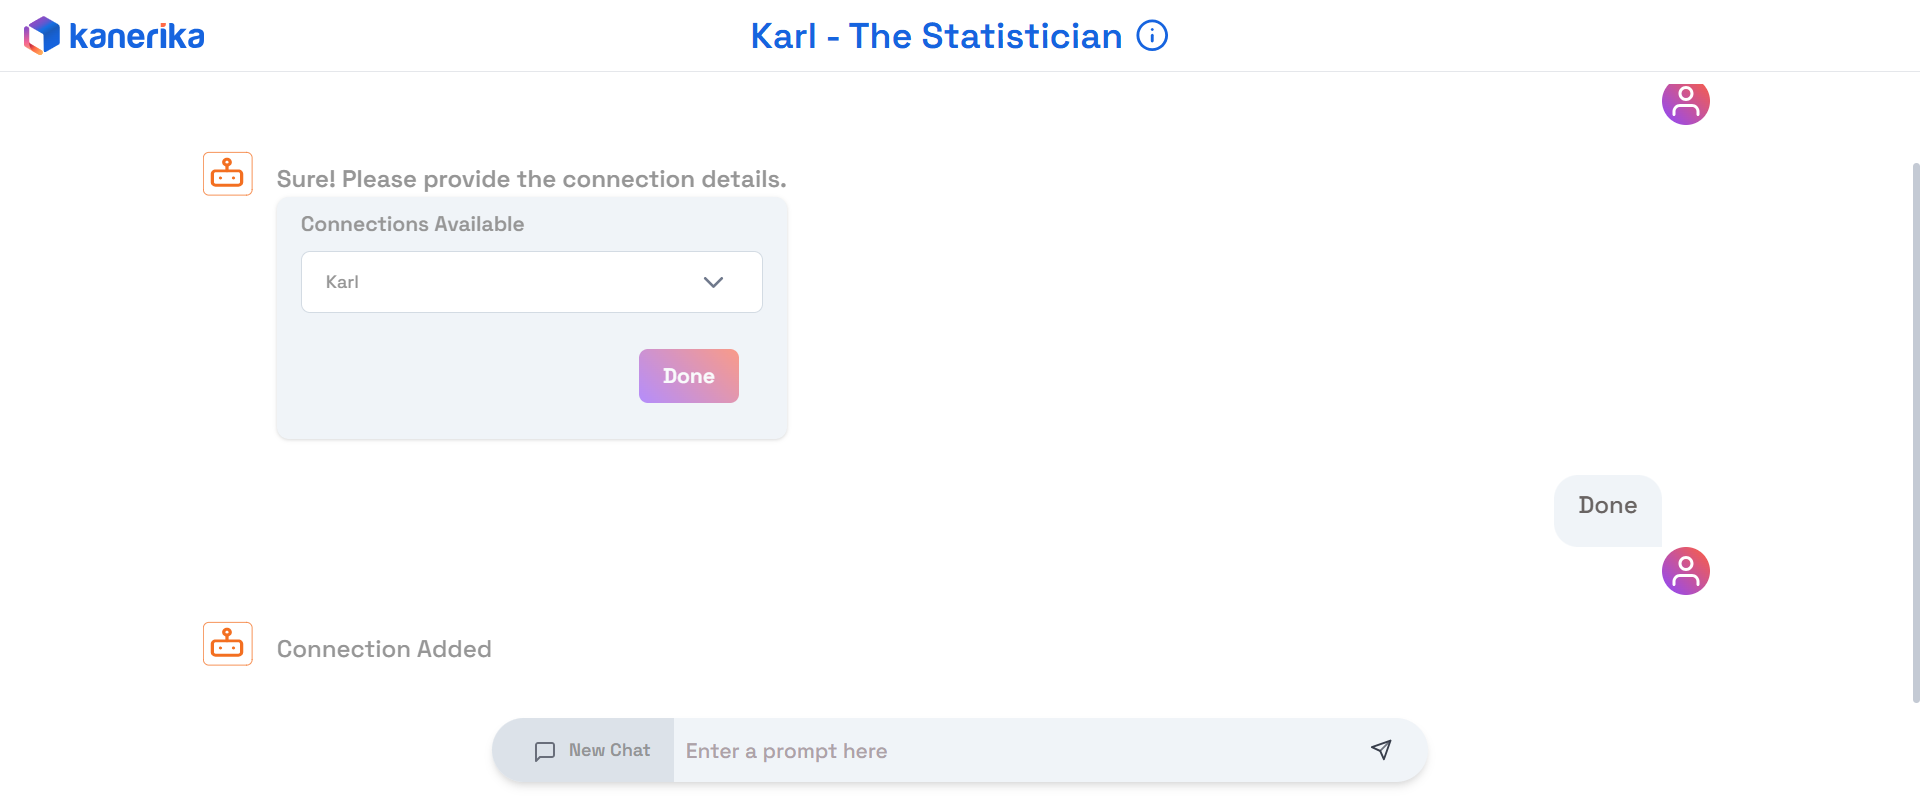 kanerika
Karl - The Statistician
Sure! Please provide the connection details.
Connections Available
Karl
Done
Done
Connection Added
New Chat
Enter a prompt here